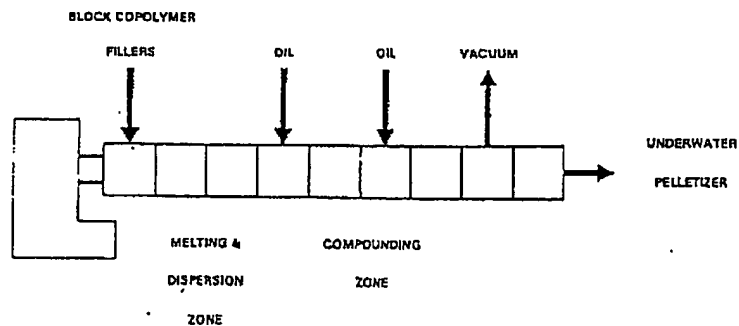 BLOCK COPOLYMER
FILLERS
OIL
OIL
VACUUM
UNDERWATER
PELLETIZER
MELTING &
DISPERSION
ZONE
COMPOUNDING
ZONE